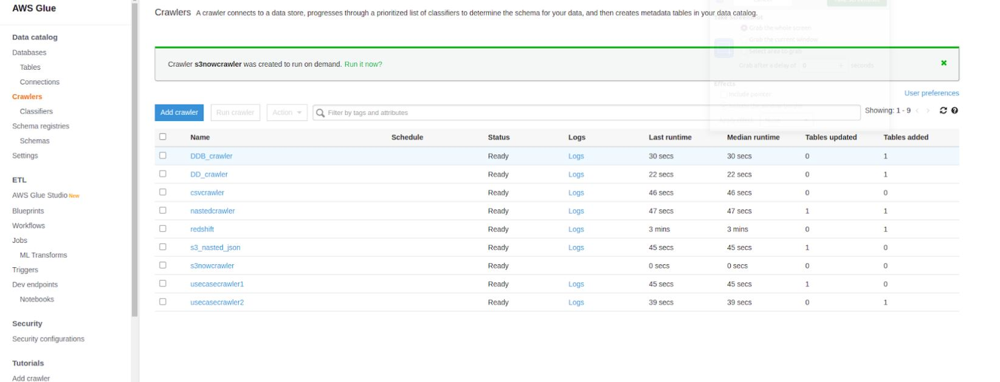 AWS Glue
Data catalog
Databases
Tables
Connections
Crawlers
Classifiers
Schema registries
Schemas
Settings
ETL
AWS Glue Studio New
Blueprints
Workflows
Jobs
ML Transforms
Triggers
Dev endpoints
Notebooks
Security
Security configurations
Tutorials
Add crawler
Crawlers A crawler connects to a data store, progresses through a prioritized list of classifiers to determine the schema for your data, and then creates metadata tables in your data catalog.
Take Screenshot
Grab the whole screen
Grab the current window
Select area to grab
Grab after a delay of 0 + seconds
Effects
Include pointer
Crawler s3nowcrawler was created to run on demand. Run it now?
User preferences
Add crawler Run crawler Action Filter by tags and attributes Showing: 1 - 9
Name Schedule Status Logs Last runtime Median runtime Tables updated Tables added
DDB_crawler Ready Logs 30 secs 30 secs 0 1
DD_crawler Ready Logs 22 secs 22 secs 0 1
csvcrawler Ready Logs 46 secs 46 secs 0 0
nastedcrawler Ready Logs 47 secs 47 secs 1 1
redshift Ready Logs 3 mins 3 mins 0 1
s3_nasted_json Ready Logs 45 secs 45 secs 1 0
s3nowcrawler Ready 0 secs 0 secs 0 0
usecasecrawler1 Ready Logs 45 secs 45 secs 1 0
usecasecrawler2 Ready Logs 39 secs 39 secs 0 1